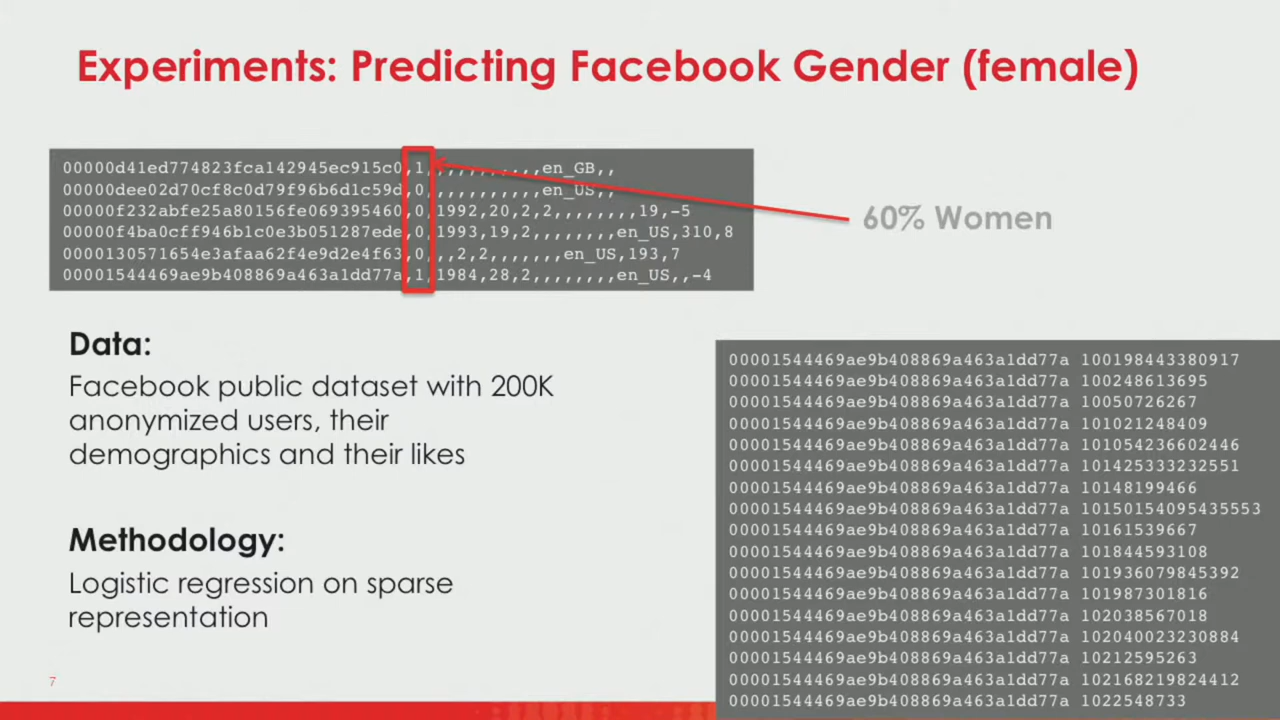 Experiments: Predicting Facebook Gender (female)
00000d41ed774823fca142945ec915c0,1,,,,,,,,,,,en_GB,,
00000dee02d70cf8c0d79f96b6d1c59d,0,,,,,,,,,,,en_US,,
00000f232abfe25a80156fe069395460,0,1992,20,2,2,,,,,,,,19,-5
00000f4ba0cff946b1c0e3b051287ede,0,1993,19,2,,,,,,,,en_US,310,8
0000130571654e3afaa62f4e9d2e4f63,0,,,2,2,,,,,,,en_US,193,7
00001544469ae9b408869a463a1dd77a,1,1984,28,2,,,,,,,,en_US,,-4
60% Women
Data:
Facebook public dataset with 200K
anonymized users, their
demographics and their likes
Methodology:
Logistic regression on sparse
representation
00001544469ae9b408869a463a1dd77a 100198443380917
00001544469ae9b408869a463a1dd77a 100248613695
00001544469ae9b408869a463a1dd77a 10050726267
00001544469ae9b408869a463a1dd77a 101021248409
00001544469ae9b408869a463a1dd77a 101054236602446
00001544469ae9b408869a463a1dd77a 101425333232551
00001544469ae9b408869a463a1dd77a 10148199466
00001544469ae9b408869a463a1dd77a 10150154095435553
00001544469ae9b408869a463a1dd77a 10161539667
00001544469ae9b408869a463a1dd77a 101844593108
00001544469ae9b408869a463a1dd77a 101936079845392
00001544469ae9b408869a463a1dd77a 101987301816
00001544469ae9b408869a463a1dd77a 102038567018
00001544469ae9b408869a463a1dd77a 102040023230884
00001544469ae9b408869a463a1dd77a 10212595263
00001544469ae9b408869a463a1dd77a 102168219824412
00001544469ae9b408869a463a1dd77a 1022548733
7